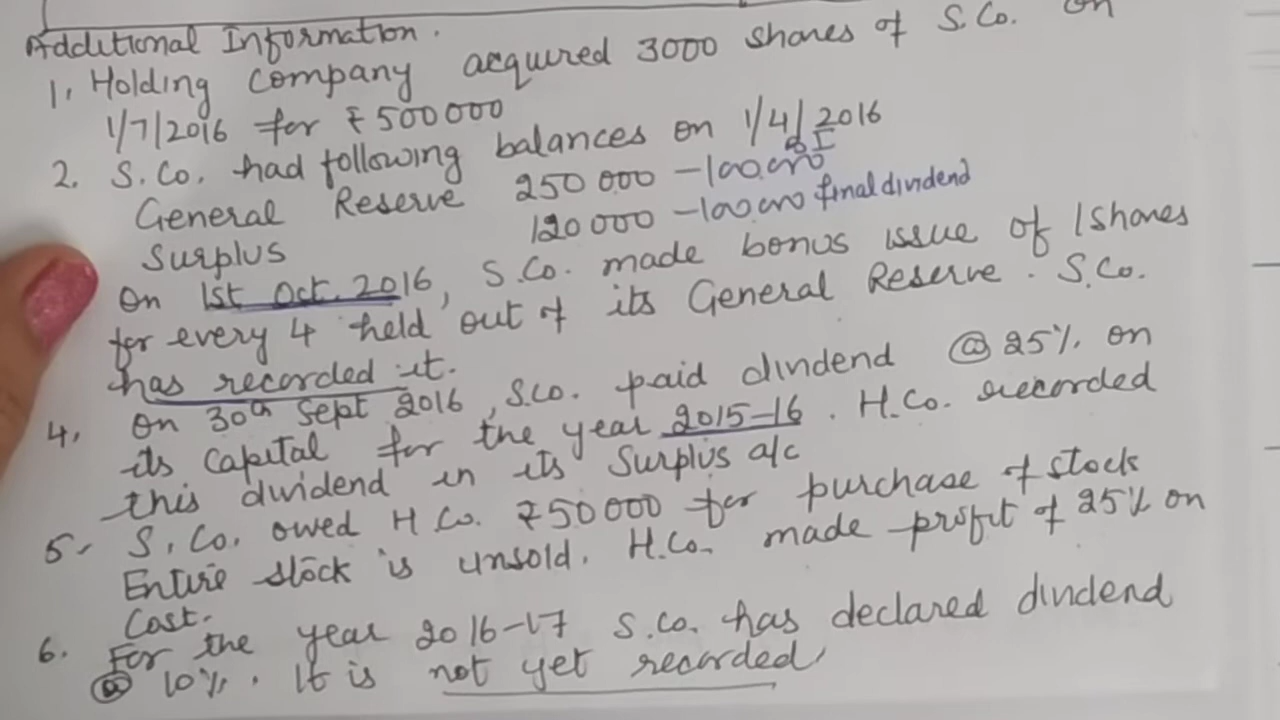 Additional Information.
1. Holding company acquired 3000 shares of S.Co. on
1/7/2016 for ₹500000
2. S.Co. had following balances on 1/4/2016
General Reserve 250000 -100,000 BI
Surplus 120000 -100,000 final dividend
On 1st Oct. 2016, S.Co. made bonus issue of 1 shares
for every 4 held out of its General Reserve. S.Co.
has recorded it.
4. On 30th Sept 2016, S.Co. paid dividend @ 25% on
its capital for the year 2015-16. H.Co. recorded
this dividend in its Surplus a/c
5. S.Co. owed H Co. ₹50000 for purchase of stock
Entire stock is unsold. H.Co. made profit of 25% on
Cost.
6. For the year 2016-17 S.Co. has declared dividend
@ 10%. It is not yet recorded